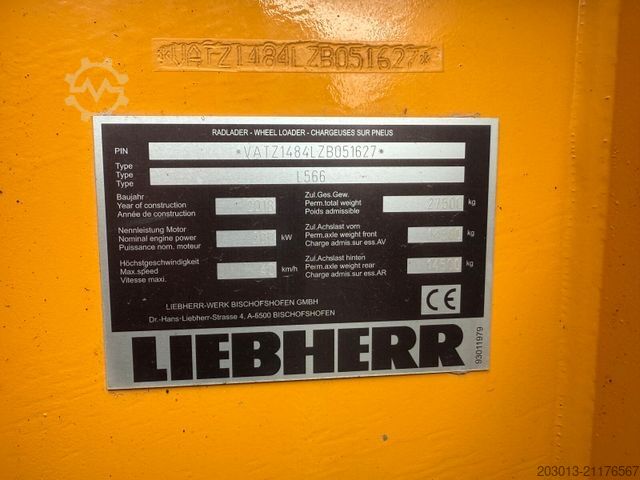 *VATZ1484LZB051627*
RADLADER - WHEEL LOADER - CHARGEUSES SUR PNEUS
PIN *VATZ1484LZB051627*
Type
Type L566
Type
Baujahr
Year of construction 2018
Année de construction
Nennleistung Motor
Nominal engine power kW
Puissance nom. moteur
Höchstgeschwindigkeit
Max.speed km/h
Vitesse maxi.
Zul.Ges.Gew.
Perm.total weight 27500 kg
Poids admissible
Zul.Achslast vorn
Perm.axle weight front kg
Charge admis.sur ess.AV
Zul.Achslast hinten
Perm.axle weight rear kg
Charge admis.sur ess.AR
LIEBHERR-WERK BISCHOFSHOFEN GMBH
Dr.-Hans-Liebherr-Strasse 4, A-5500 BISCHOFSHOFEN
CE
LIEBHERR
93011979
203013-21176567